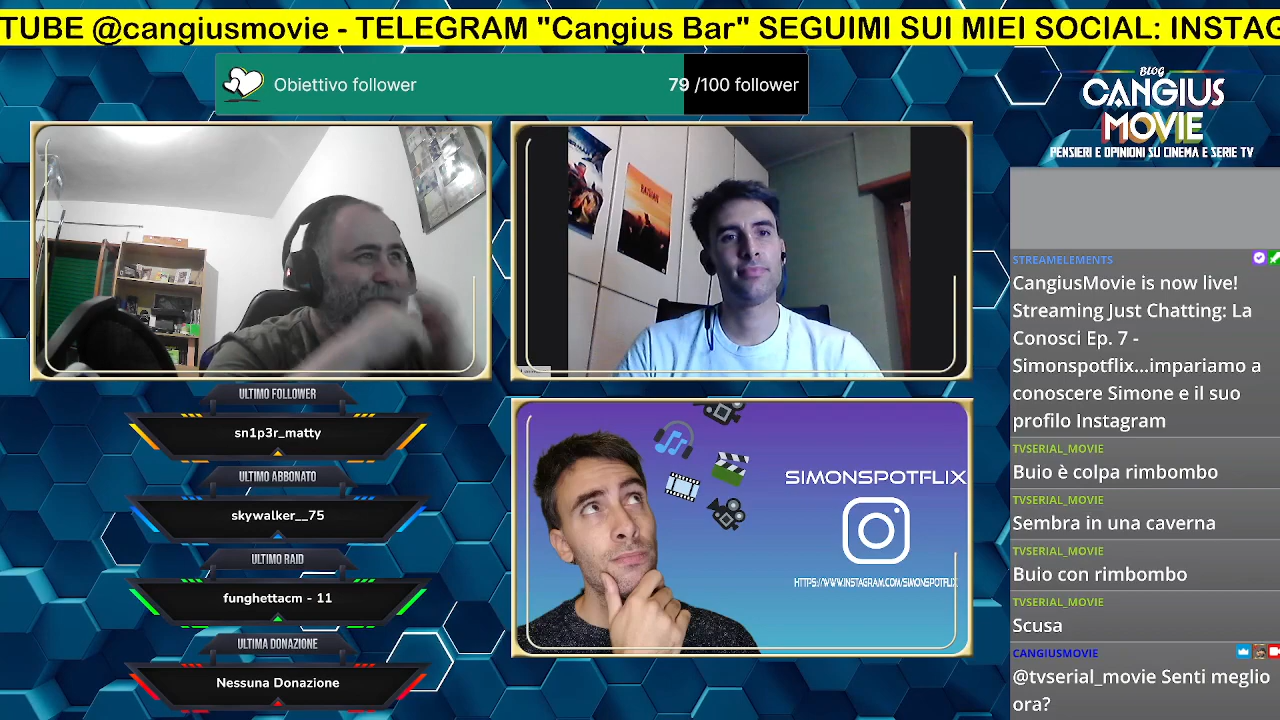 TUBE @cangiusmovie - TELEGRAM "Cangius Bar" SEGUIMI SUI MIEI SOCIAL: INSTAG
Obiettivo follower
79 /100 follower
BLOG
CANGIUS
MOVIE
PENSIERI E OPINIONI SU CINEMA E SERIE TV
BATMAN
ULTIMO FOLLOWER
sn1p3r_matty
ULTIMO ABBONATO
skywalker__75
ULTIMO RAID
funghettacm - 11
ULTIMA DONAZIONE
Nessuna Donazione
SIMONSPOTFLIX
HTTPS://WWW.INSTAGRAM.COM/SIMONSPOTFLIX
STREAMELEMENTS
CangiusMovie is now live!
Streaming Just Chatting: La
Conosci Ep. 7 -
Simonspotflix...impariamo a
conoscere Simone e il suo
profilo Instagram
TVSERIAL_MOVIE
Buio è colpa rimbombo
TVSERIAL_MOVIE
Sembra in una caverna
TVSERIAL_MOVIE
Buio con rimbombo
TVSERIAL_MOVIE
Scusa
CANGIUSMOVIE
@tvserial_movie Senti meglio
ora?